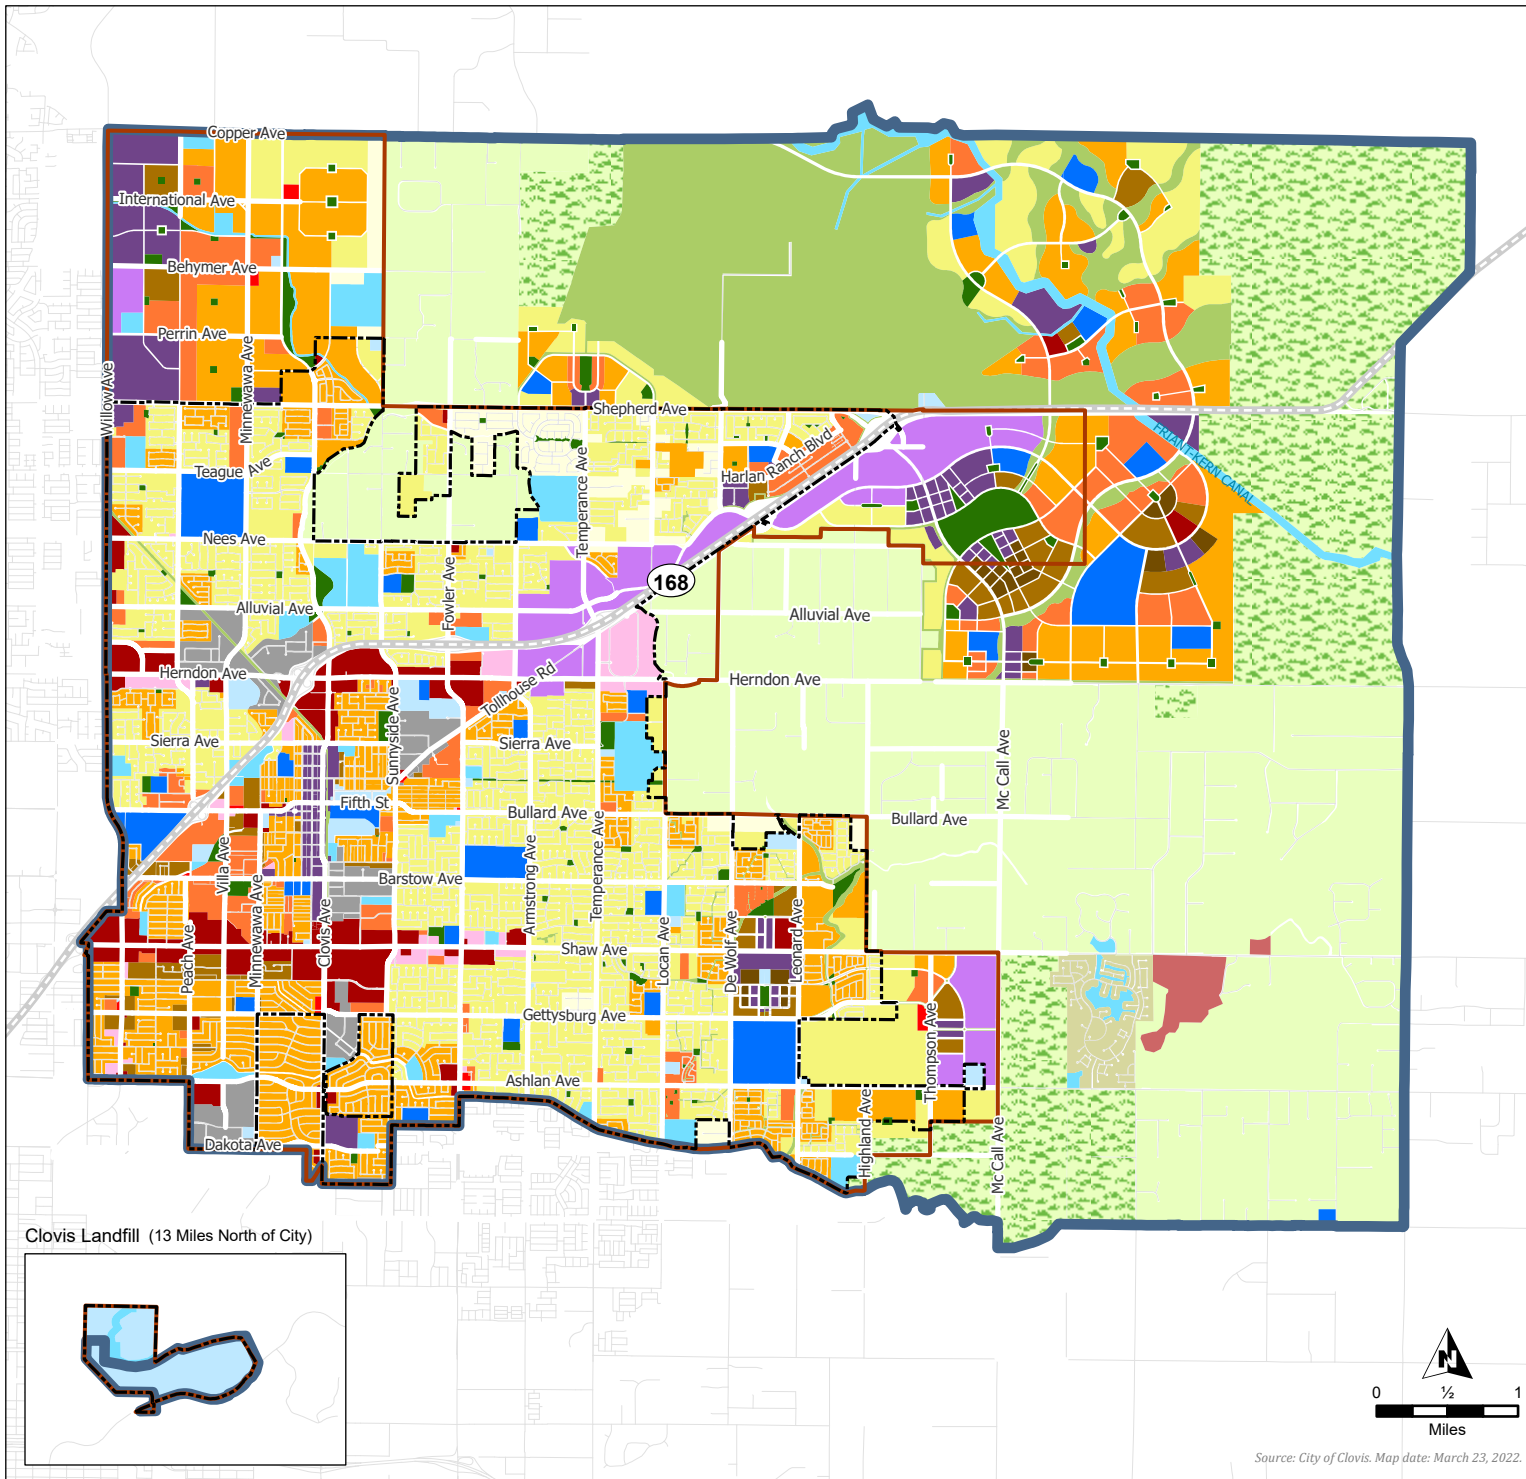 Copper Ave
International Ave
Behymer Ave
Perrin Ave
Willow Ave
Minnewawa Ave
Shepherd Ave
Teague Ave
Harlan Ranch Blvd
Temperance Ave
FRIANT-KERN CANAL
Nees Ave
168
Fowler Ave
Alluvial Ave
Alluvial Ave
Herndon Ave
Herndon Ave
Tollhouse Rd
Sunnyside Ave
Sierra Ave
Sierra Ave
Mc Call Ave
Fifth St
Bullard Ave
Bullard Ave
Villa Ave
Minnewawa Ave
Barstow Ave
Armstrong Ave
Temperance Ave
Peach Ave
Clovis Ave
Shaw Ave
Locan Ave
De Wolf Ave
Leonard Ave
Gettysburg Ave
Thompson Ave
Ashlan Ave
Highland Ave
Mc Call Ave
Dakota Ave
Clovis Landfill (13 Miles North of City)
N
0 ½ 1
Miles
Source: City of Clovis. Map date: March 23, 2022.